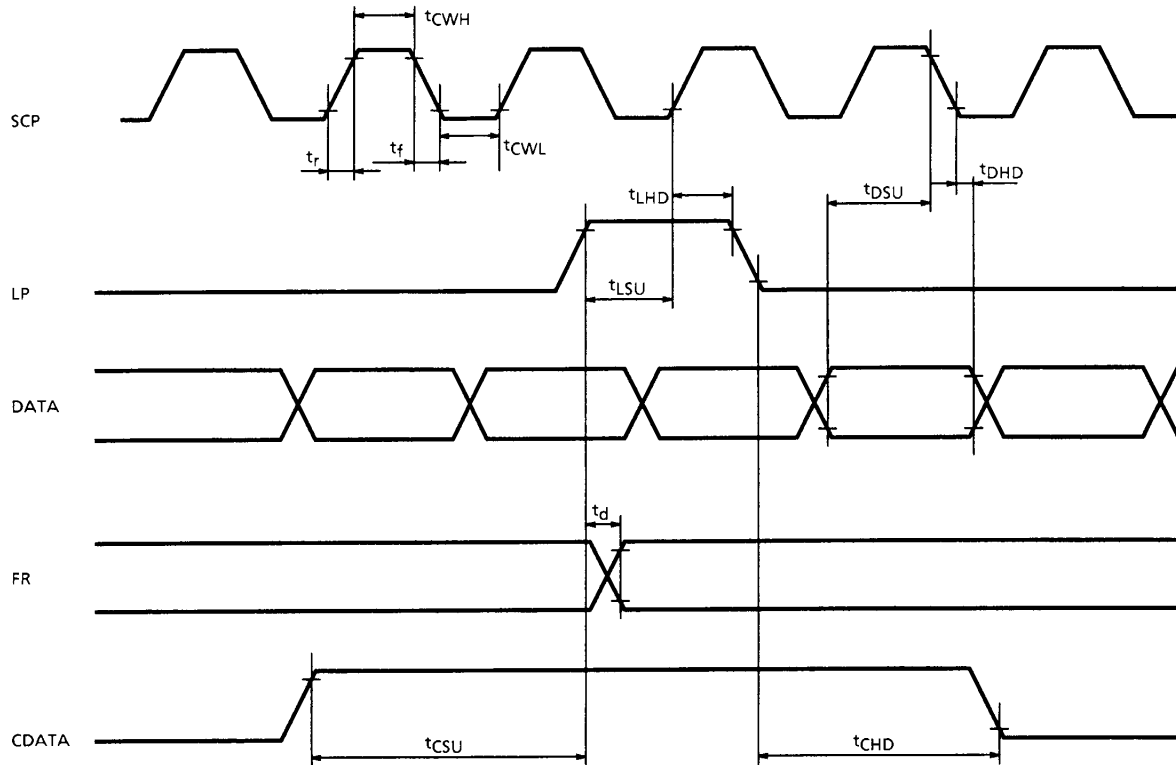 tCWH
SCP
tr
tf
tCWL
tDHD
tLHD
tDSU
LP
tLSU
DATA
td
FR
CDATA
tCSU
tCHD